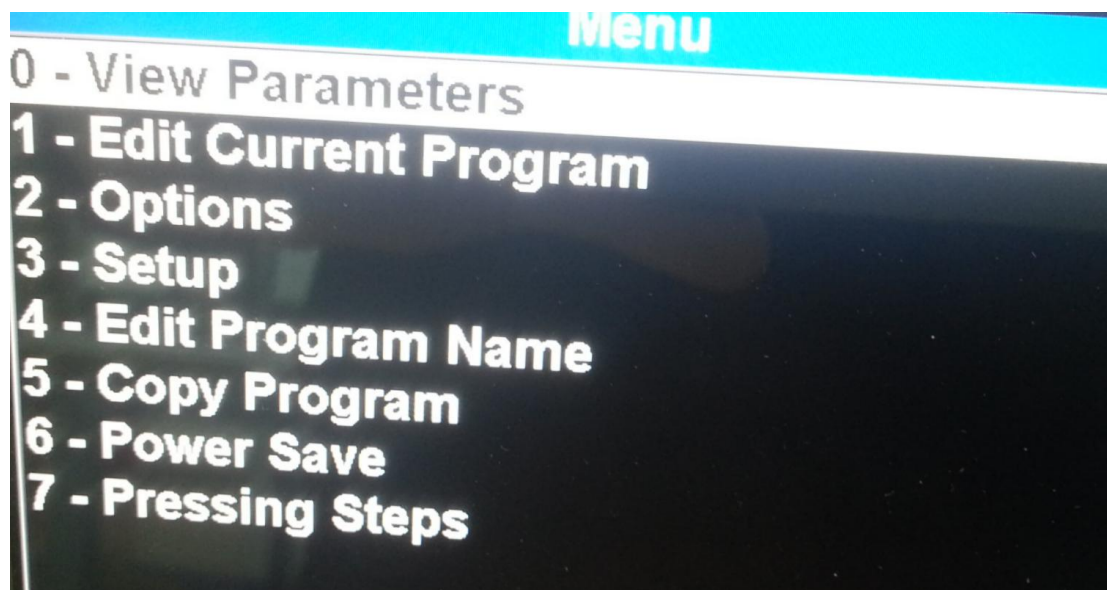 Menu
0 - View Parameters
1 - Edit Current Program
2 - Options
3 - Setup
4 - Edit Program Name
5 - Copy Program
6 - Power Save
7 - Pressing Steps